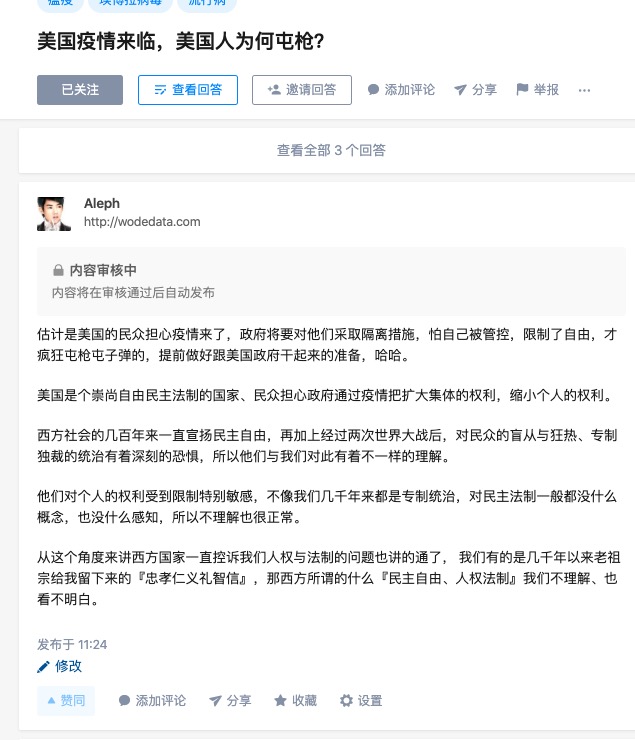 瘟疫 埃博拉病毒 流行病
美国疫情来临，美国人为何屯枪？
已关注 查看回答 邀请回答 添加评论 分享 举报 ···
查看全部 3 个回答
Aleph
http://wodedata.com
内容审核中
内容将在审核通过后自动发布
估计是美国的民众担心疫情来了，政府将要对他们采取隔离措施，怕自己被管控，限制了自由，才
疯狂屯枪屯子弹的，提前做好跟美国政府干起来的准备，哈哈。
美国是个崇尚自由民主法制的国家、民众担心政府通过疫情把扩大集体的权利，缩小个人的权利。
西方社会的几百年来一直宣扬民主自由，再加上经过两次世界大战后，对民众的盲从与狂热、专制
独裁的统治有着深刻的恐惧，所以他们与我们对此有着不一样的理解。
他们对个人的权利受到限制特别敏感，不像我们几千年来都是专制统治，对民主法制一般都没什么
概念，也没什么感知，所以不理解也很正常。
从这个角度来讲西方国家一直控诉我们人权与法制的问题也讲的通了， 我们有的是几千年以来老祖
宗给我留下来的『忠孝仁义礼智信』，那西方所谓的什么『民主自由、人权法制』我们不理解、也
看不明白。
发布于 11:24
修改
赞同 添加评论 分享 收藏 设置